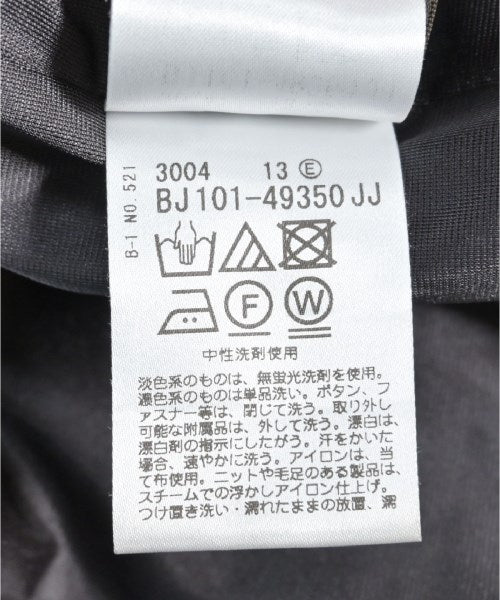 B-1 NO. 521
3004 13 Ⓔ
BJ101-49350JJ
F W
中性洗剤使用
淡色系のものは、無蛍光洗剤を使用。
濃色系のものは単品洗い。ボタン、フ
ァスナー等は、閉じて洗う。取り外し
可能な附属品は、外して洗う。漂白は、
漂白剤の指示にしたがう。汗をかいた
場合、速やかに洗う。アイロンは、当
て布使用。ニットや毛足のある製品は、
スチームでの浮かしアイロン仕上げ。
つけ置き洗い・濡れたままの放置、濡